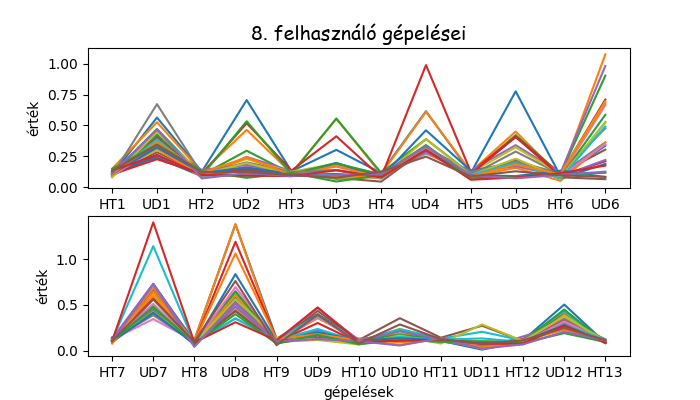 8. felhasználó gépelései
1.00
0.75
0.50
0.25
0.00
érték
HT1 UD1 HT2 UD2 HT3 UD3 HT4 UD4 HT5 UD5 HT6 UD6
1.0
0.5
0.0
érték
HT7 UD7 HT8 UD8 HT9 UD9 HT10 UD10 HT11 UD11 HT12 UD12 HT13
gépelések